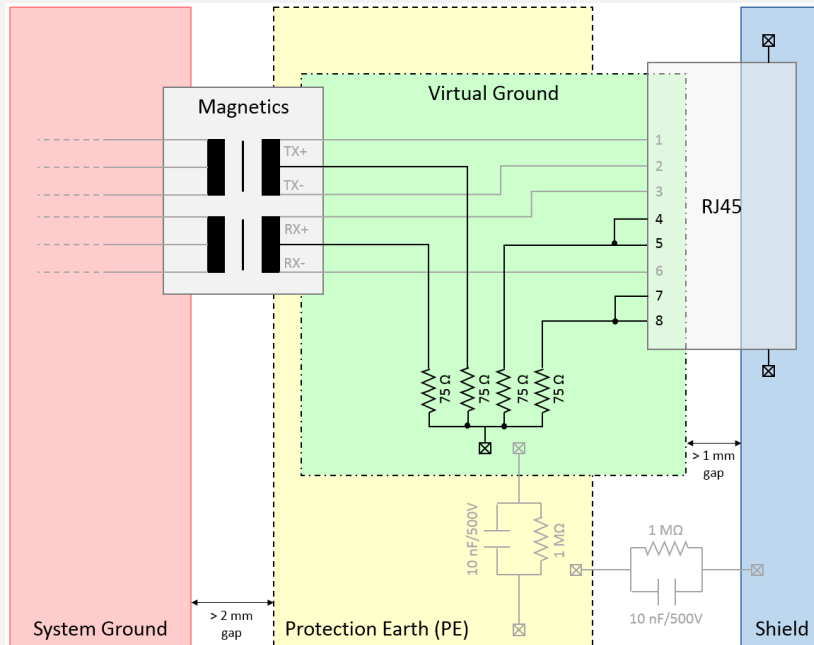 Magnetics
Virtual Ground
TX+
TX-
RX+
RX-
1
2
3
4
5
6
7
8
RJ45
75 Ω
75 Ω
75 Ω
75 Ω
> 1 mm
gap
10 nF/500V
1 MΩ
1 MΩ
10 nF/500V
> 2 mm
gap
System Ground
Protection Earth (PE)
Shield